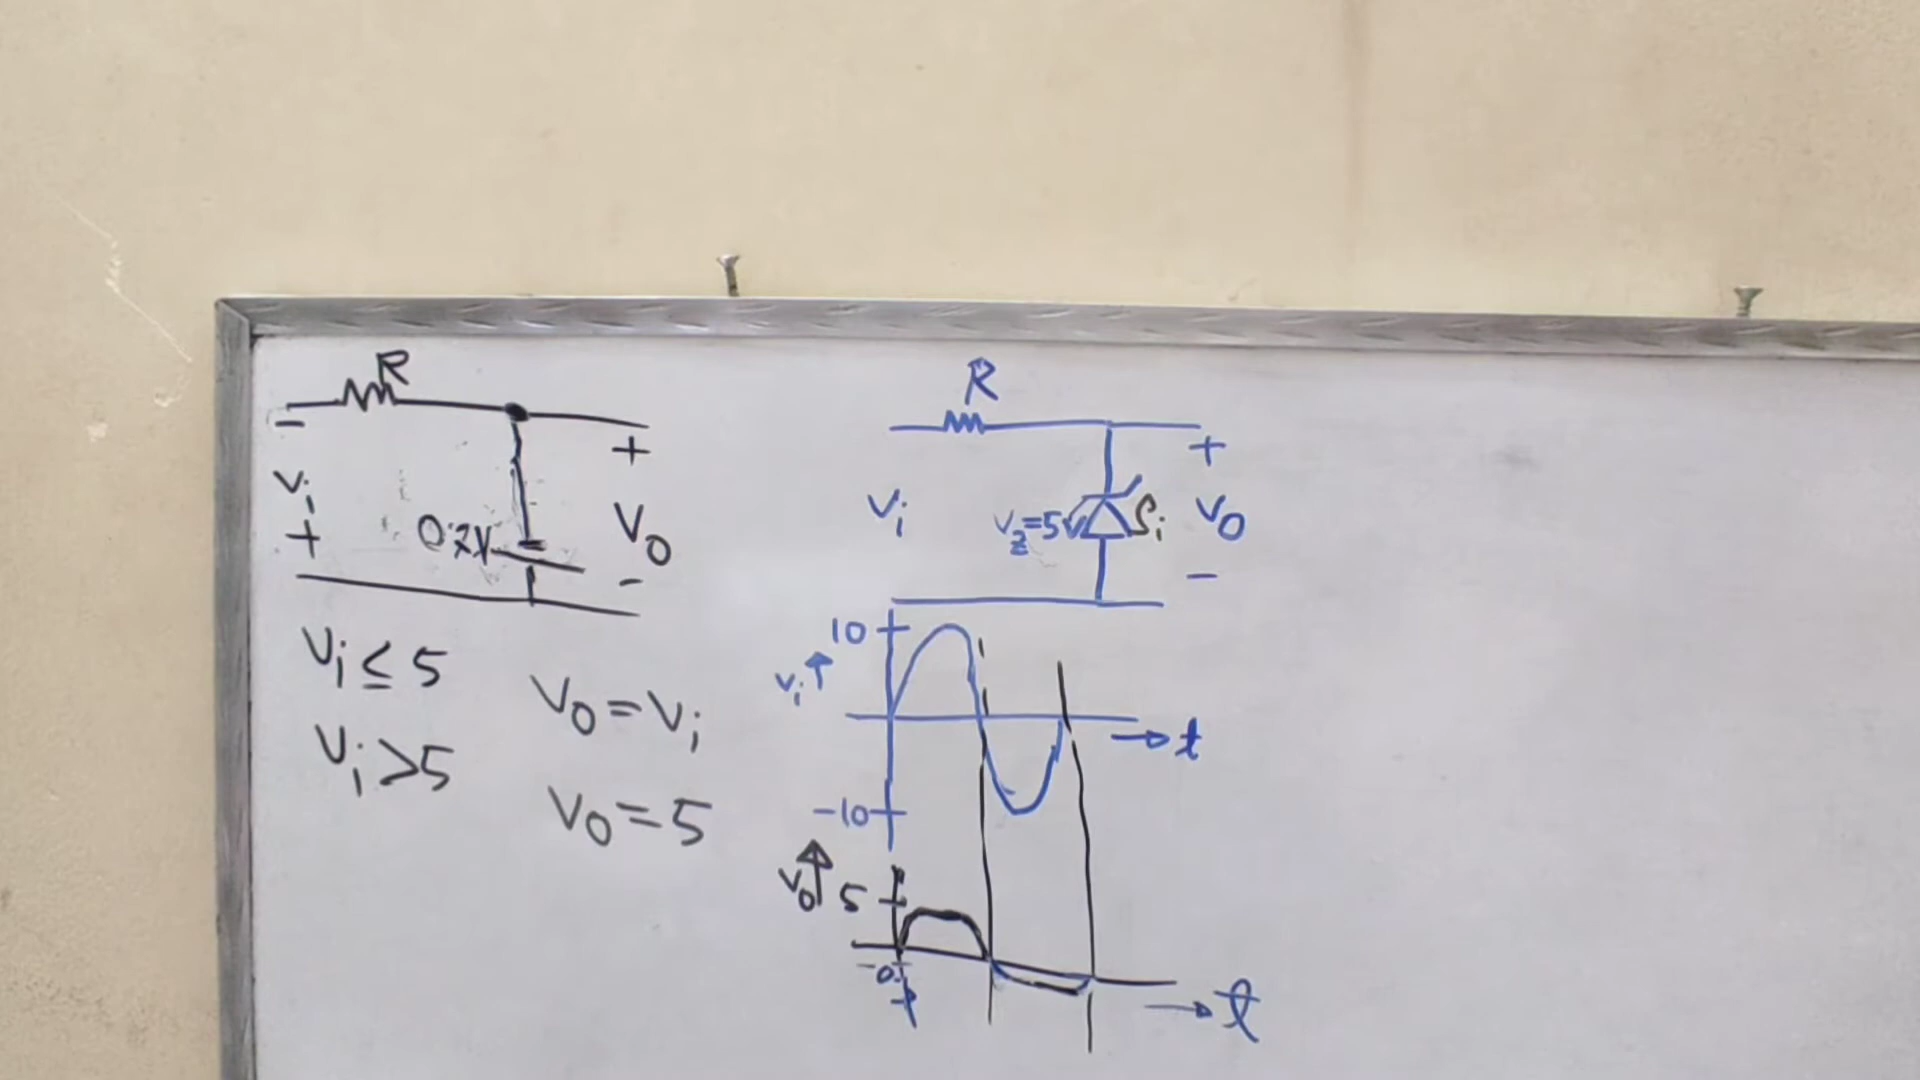 R
−
+
Vi
+
0.7V
Vo
−
Vi ≤ 5
Vo = Vi
Vi > 5
Vo = 5
R
+
Vi
Vz=5V
Si
Vo
−
10
Vi
→ t
-10
Vo
5
→ t